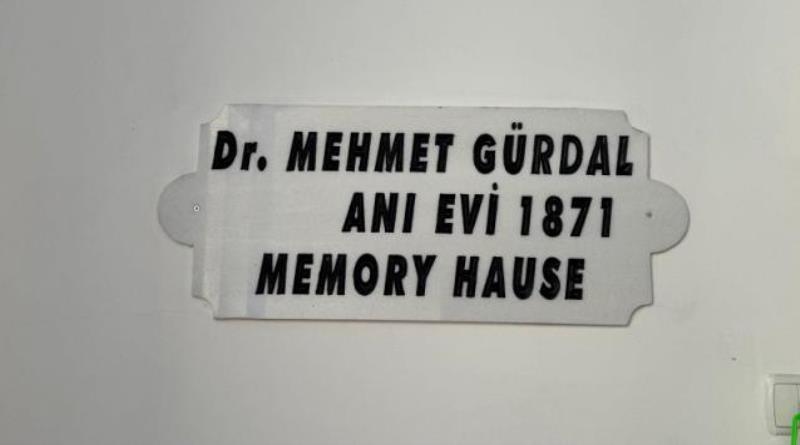 Dr. MEHMET GÜRDAL
ANI EVİ 1871
MEMORY HAUSE